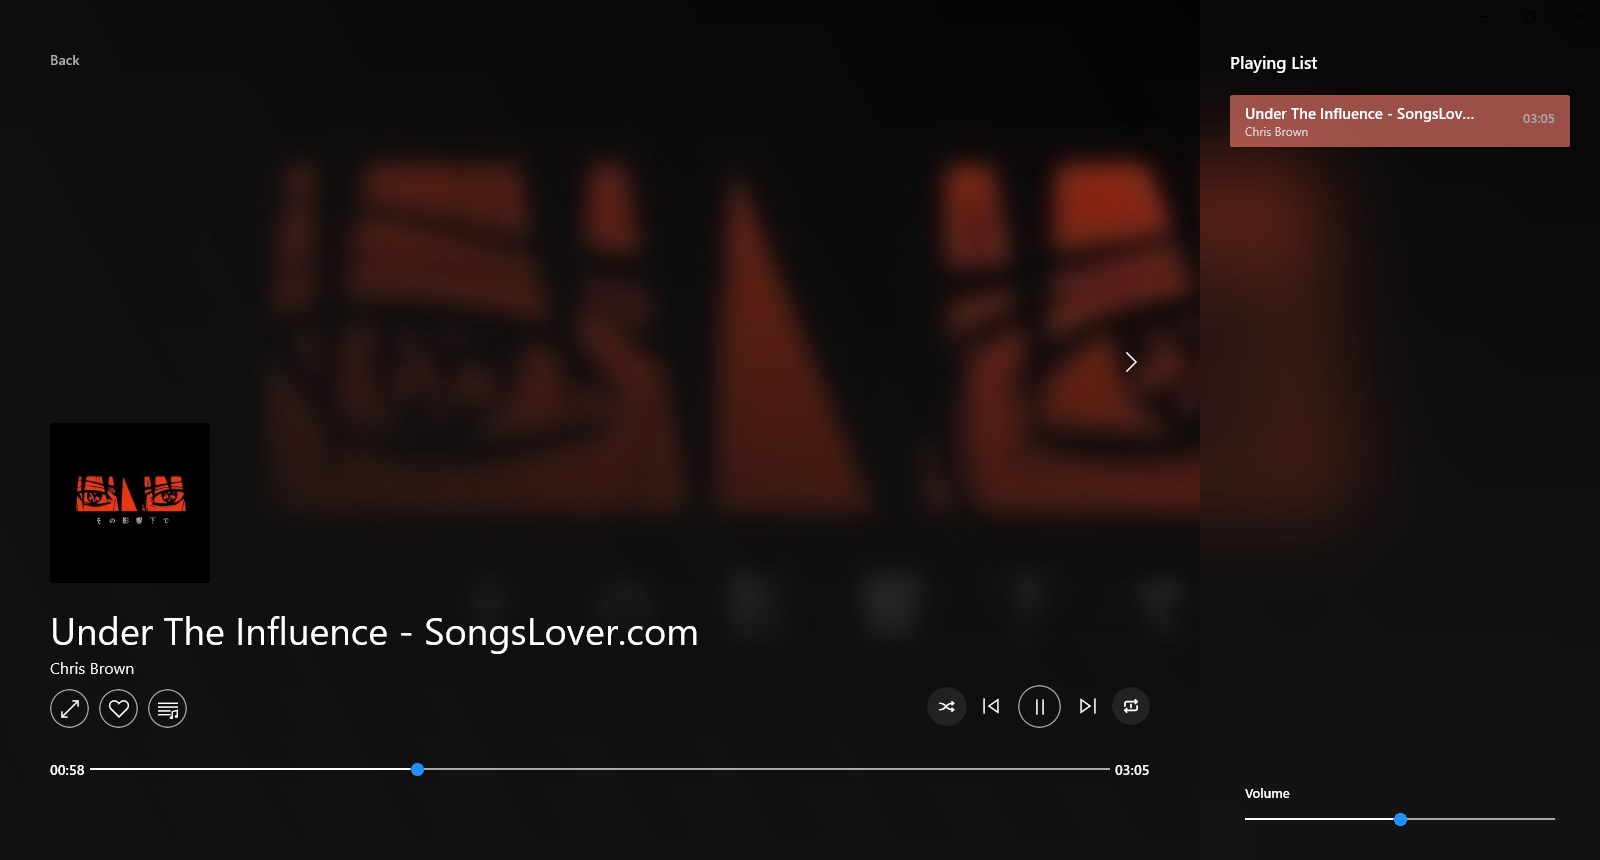 Back
Playing List
Under The Influence - SongsLov...
03:05
Chris Brown
その影響下で
Under The Influence - SongsLover.com
Chris Brown
00:58
03:05
Volume